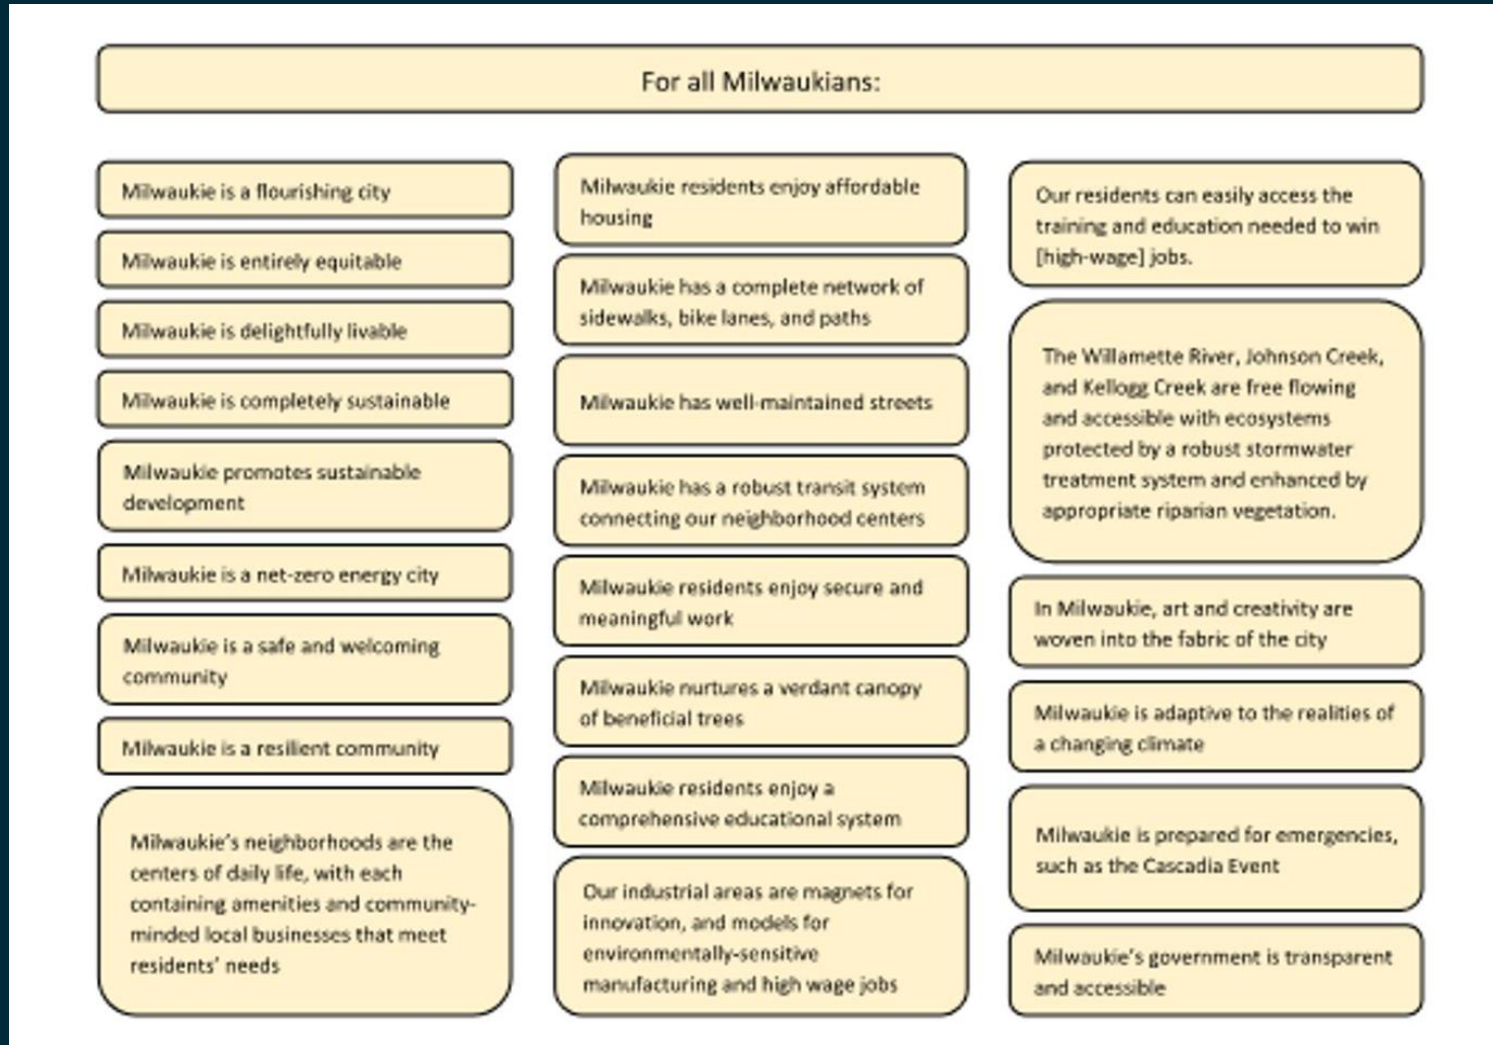 For all Milwaukians:
Milwaukie is a flourishing city
Milwaukie is entirely equitable
Milwaukie is delightfully livable
Milwaukie is completely sustainable
Milwaukie promotes sustainable
development
Milwaukie is a net-zero energy city
Milwaukie is a safe and welcoming
community
Milwaukie is a resilient community
Milwaukie's neighborhoods are the
centers of daily life, with each
containing amenities and community-
minded local businesses that meet
residents' needs
Milwaukie residents enjoy affordable
housing
Milwaukie has a complete network of
sidewalks, bike lanes, and paths
Milwaukie has well-maintained streets
Milwaukie has a robust transit system
connecting our neighborhood centers
Milwaukie residents enjoy secure and
meaningful work
Milwaukie nurtures a verdant canopy
of beneficial trees
Milwaukie residents enjoy a
comprehensive educational system
Our industrial areas are magnets for
innovation, and models for
environmentally-sensitive
manufacturing and high wage jobs
Our residents can easily access the
training and education needed to win
[high-wage] jobs.
The Willamette River, Johnson Creek,
and Kellogg Creek are free flowing
and accessible with ecosystems
protected by a robust stormwater
treatment system and enhanced by
appropriate riparian vegetation.
In Milwaukie, art and creativity are
woven into the fabric of the city
Milwaukie is adaptive to the realities of
a changing climate
Milwaukie is prepared for emergencies,
such as the Cascadia Event
Milwaukie's government is transparent
and accessible